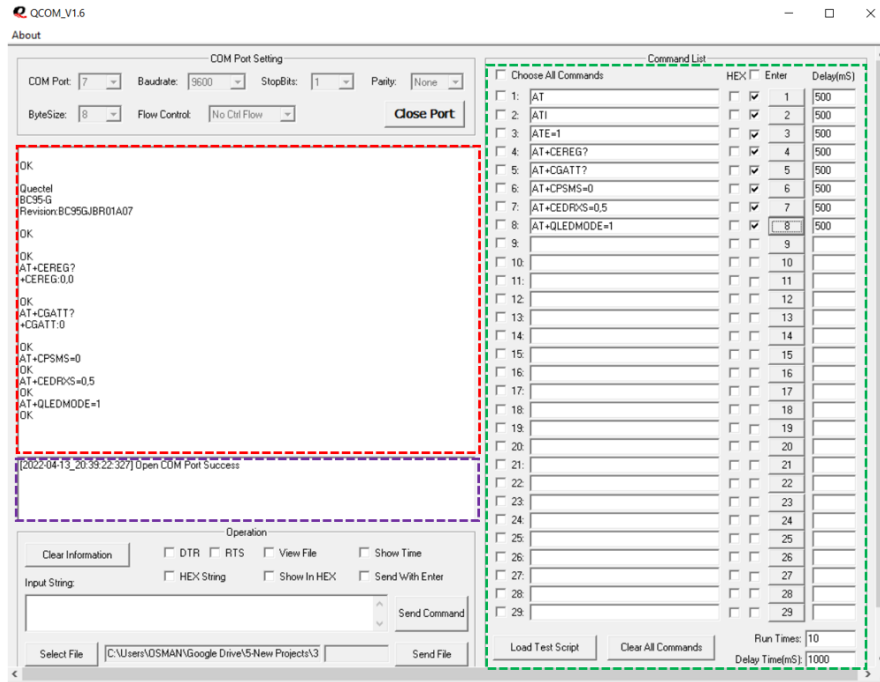 QCOM_V1.6
About
COM Port Setting
COM Port: 7 Baudrate: 9600 StopBits: 1 Parity: None
ByteSize: 8 Flow Control: No Ctrl Flow Close Port
OK
Quectel
BC95-G
Revision:BC95GJBR01A07
OK
OK
AT+CEREG?
+CEREG:0,0
OK
AT+CGATT?
+CGATT:0
OK
AT+CPSMS=0
OK
AT+CEDRXS=0,5
OK
AT+QLEDMODE=1
OK
[2022-04-13_20:39:22:327] Open COM Port Success
Operation
Clear Information DTR RTS View File Show Time
HEX String Show In HEX Send With Enter
Input String:
Send Command
Select File C:\Users\OSMAN\Google Drive\5-New Projects\3 Send File
Command List
Choose All Commands HEX Enter Delay(mS)
1: AT 1 500
2: ATI 2 500
3: ATE=1 3 500
4: AT+CEREG? 4 500
5: AT+CGATT? 5 500
6: AT+CPSMS=0 6 500
7: AT+CEDRXS=0,5 7 500
8: AT+QLEDMODE=1 8 500
9: 9
10: 10
11: 11
12: 12
13: 13
14: 14
15: 15
16: 16
17: 17
18: 18
19: 19
20: 20
21: 21
22: 22
23: 23
24: 24
25: 25
26: 26
27: 27
28: 28
29: 29
Load Test Script Clear All Commands Run Times: 10
Delay Time(mS): 1000